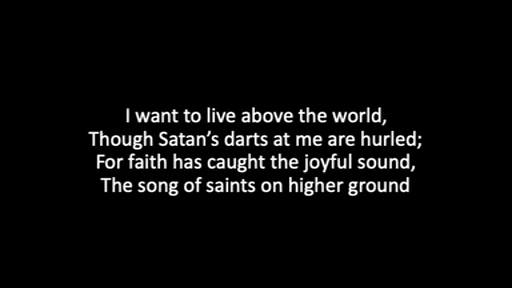 I want to live above the world,
Though Satan’s darts at me are hurled;
For faith has caught the joyful sound,
The song of saints on higher ground